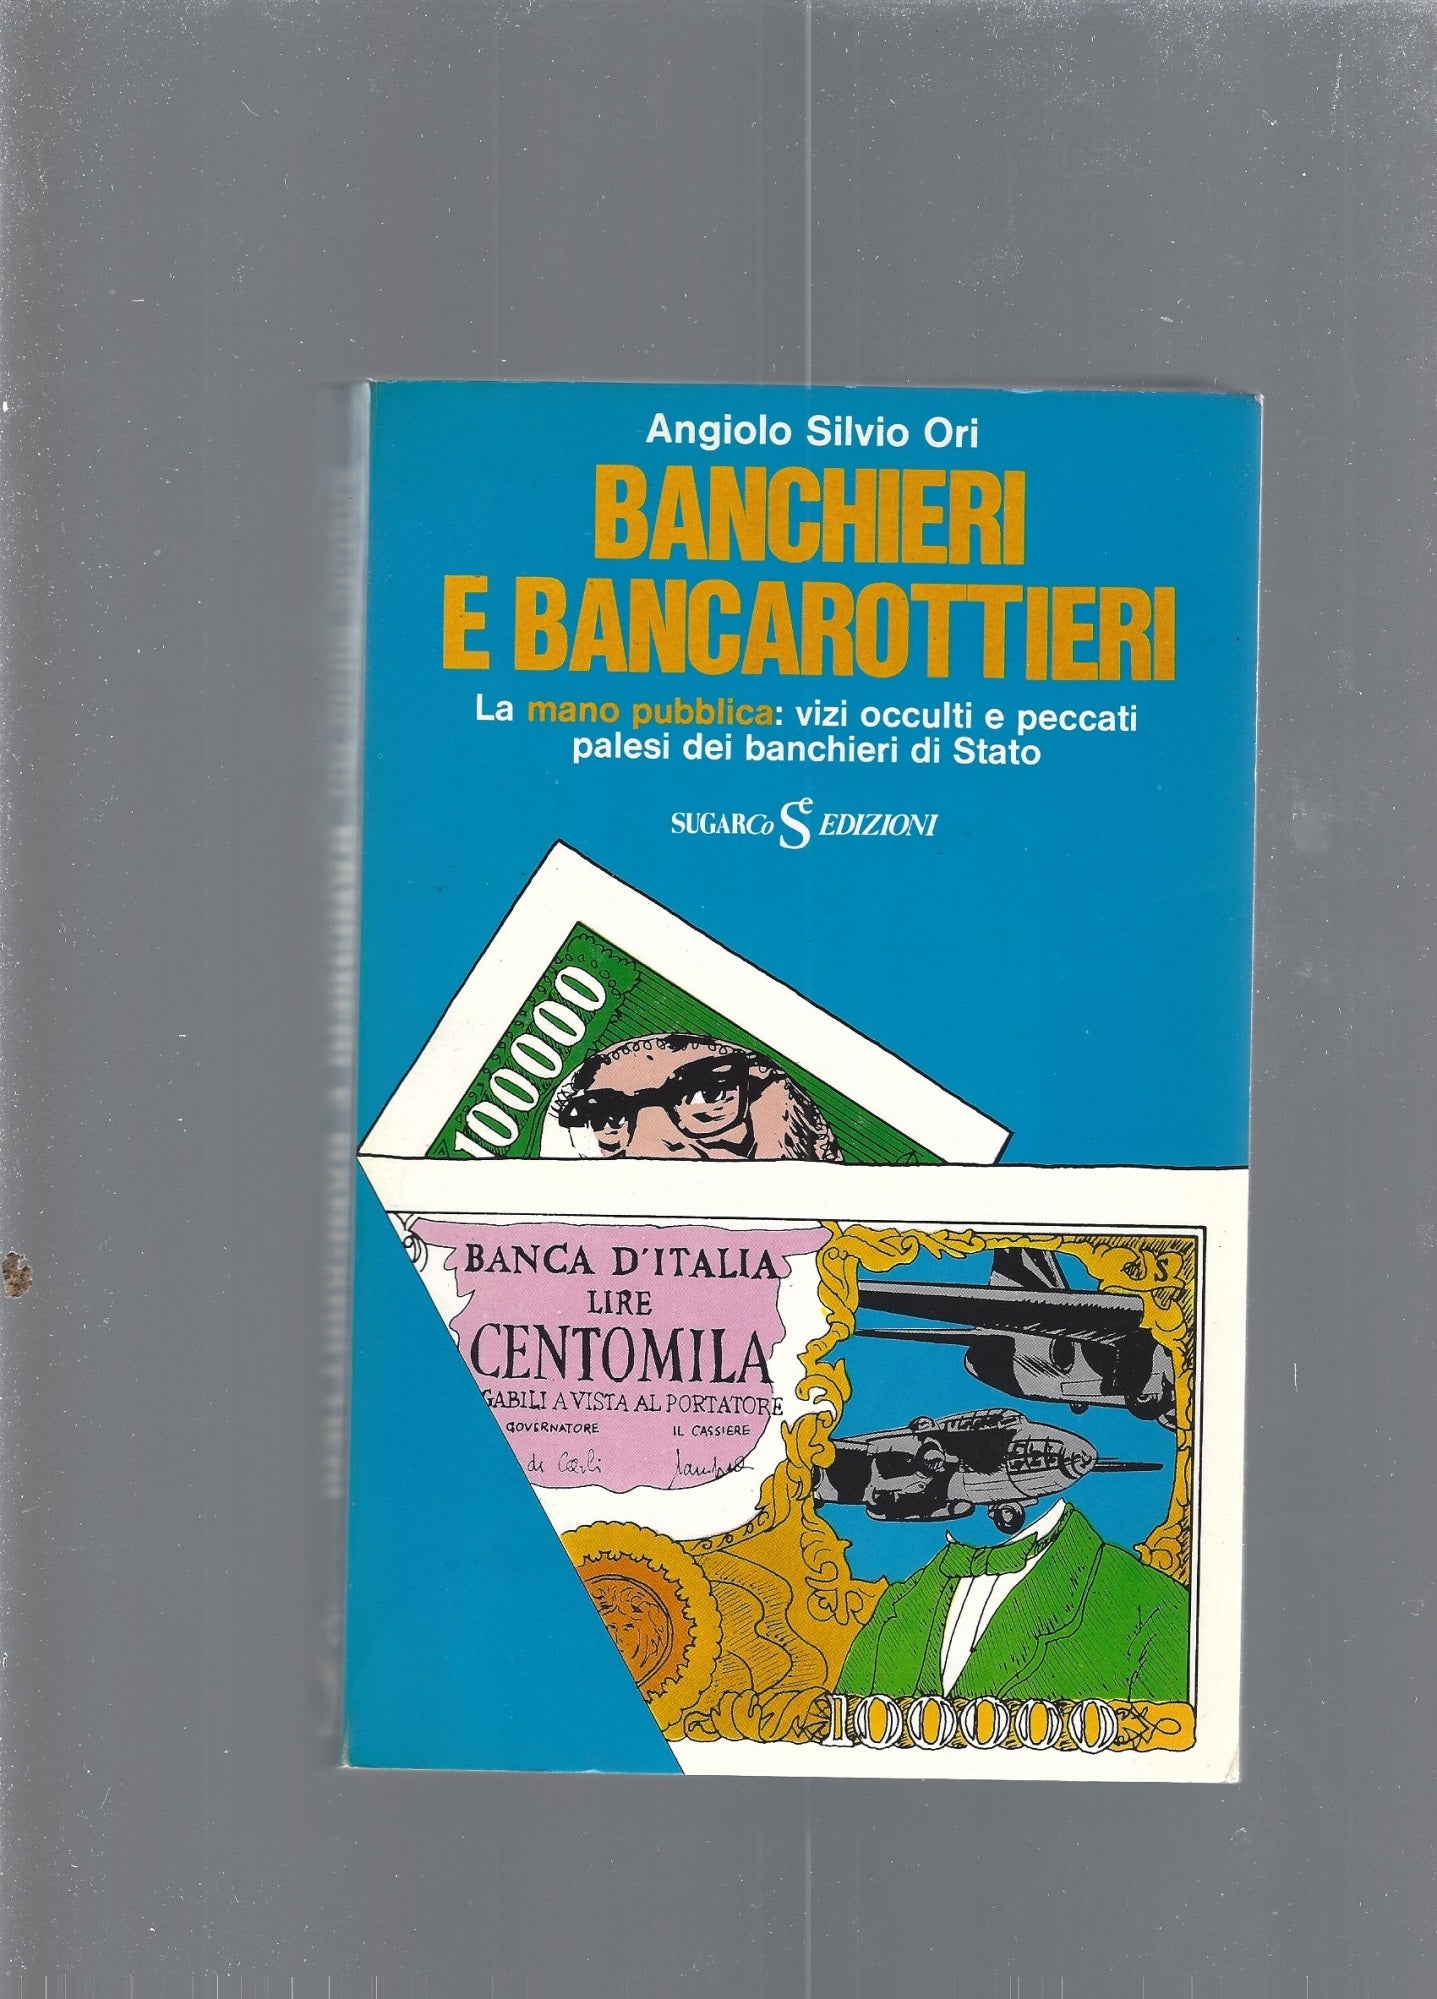 Angiolo Silvio Ori
BANCHIERI
E BANCAROTTIERI
La mano pubblica: vizi occulti e peccati
palesi dei banchieri di Stato
SUGARCo Se EDIZIONI
100000
BANCA D'ITALIA
LIRE
CENTOMILA
GABILI A VISTA AL PORTATORE
GOVERNATORE IL CASSIERE
100000